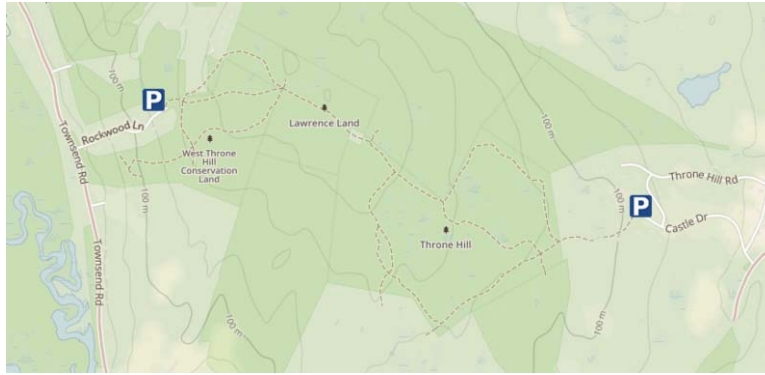 P
Rockwood Ln
Townsend Rd
Townsend Rd
West Throne
Hill
Conservation
Land
Lawrence Land
Throne Hill
100 m
100 m
100 m
100 m
100 m
100 m
100 m
Throne Hill Rd
P
Castle Dr